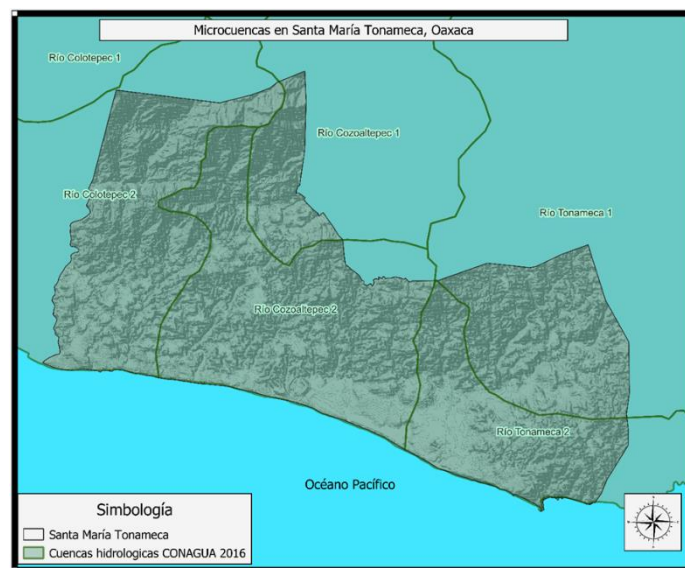 Microcuencas en Santa María Tonameca, Oaxaca
Río Colotepec 1
Río Cozoaltepec 1
Río Colotepec 2
Río Tonameca 1
Río Cozoaltepec 2
Río Tonameca 2
Océano Pacífico
Simbología
Santa María Tonameca
Cuencas hidrologicas CONAGUA 2016